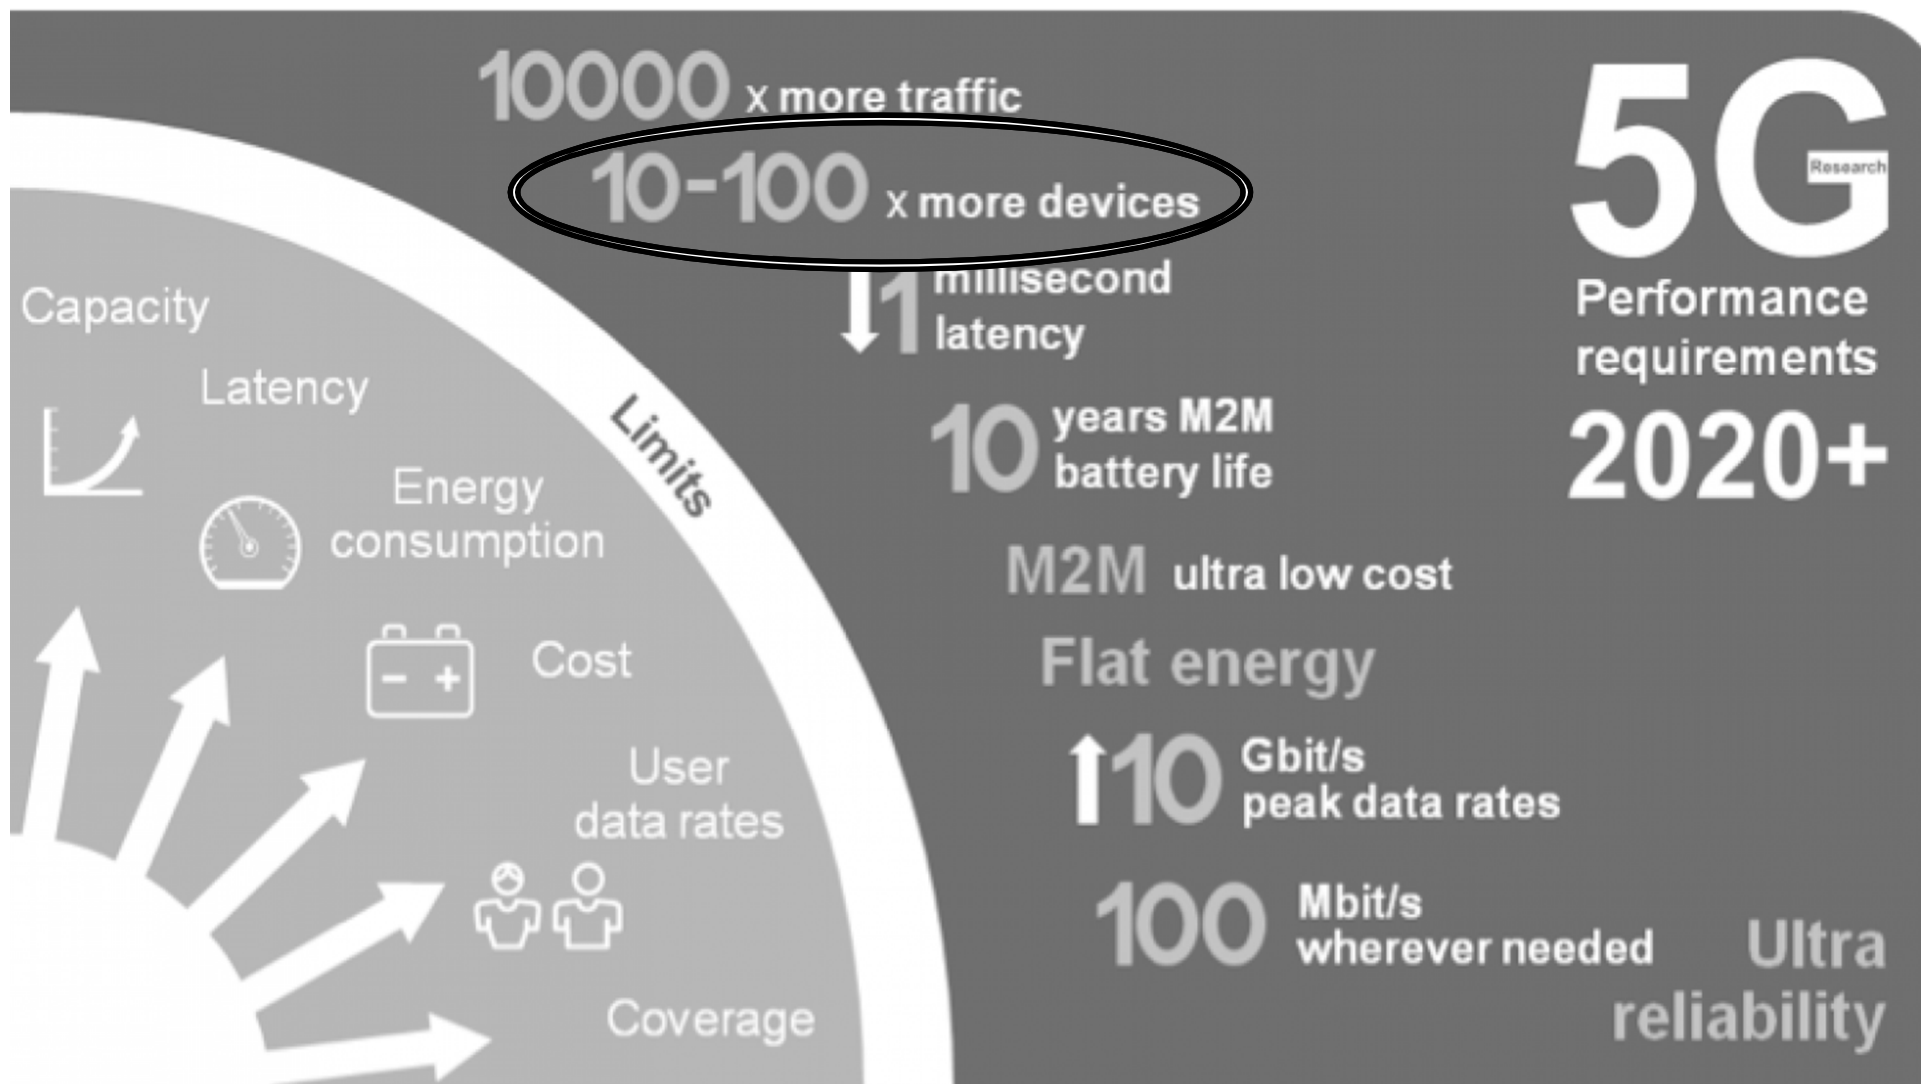 10000 x more traffic
10-100 x more devices
1 millisecond
latency
10 years M2M
battery life
M2M ultra low cost
Flat energy
10 Gbit/s
peak data rates
100 Mbit/s
wherever needed
Ultra
reliability
5G
Research
Performance
requirements
2020+
Limits
Capacity
Latency
Energy
consumption
- +
Cost
User
data rates
Coverage